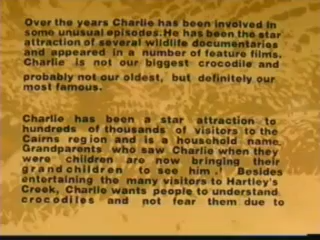 Over the years Charlie has been involved in
some unusual episodes.He has been the star
attraction of several wildlife documentaries
and appeared in a number of feature films.
Charlie is not our biggest crocodile and
probably not our oldest, but definitely our
most famous.
Charlie has been a star attraction to
hundreds of thousands of visitors to the
Cairns region and is a household name.
Grandparents who saw Charlie when they
were children are now bringing their
grandchildren to see him.' Besides
entertaining the many visitors to Hartley's
Creek, Charlie wants people to understand
crocodiles and not fear them due to